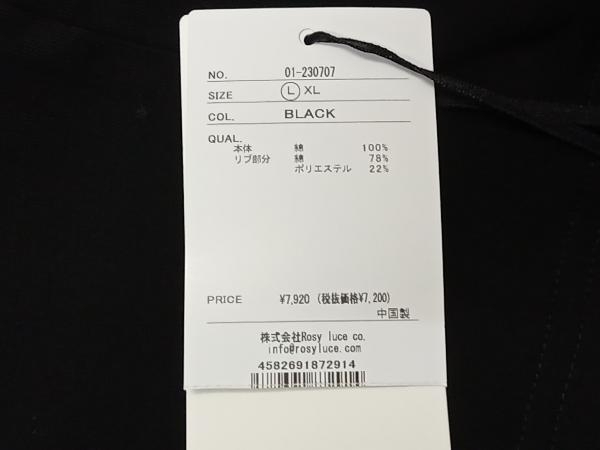 NO. 01-230707
SIZE Ⓛ XL
COL. BLACK
QUAL.
本体 綿 100%
リブ部分 綿 78%
ポリエステル 22%
PRICE ¥7,920 (税抜価格¥7,200)
中国製
株式会社Rosy luce co.
info@rosyluce.com
4582691872914